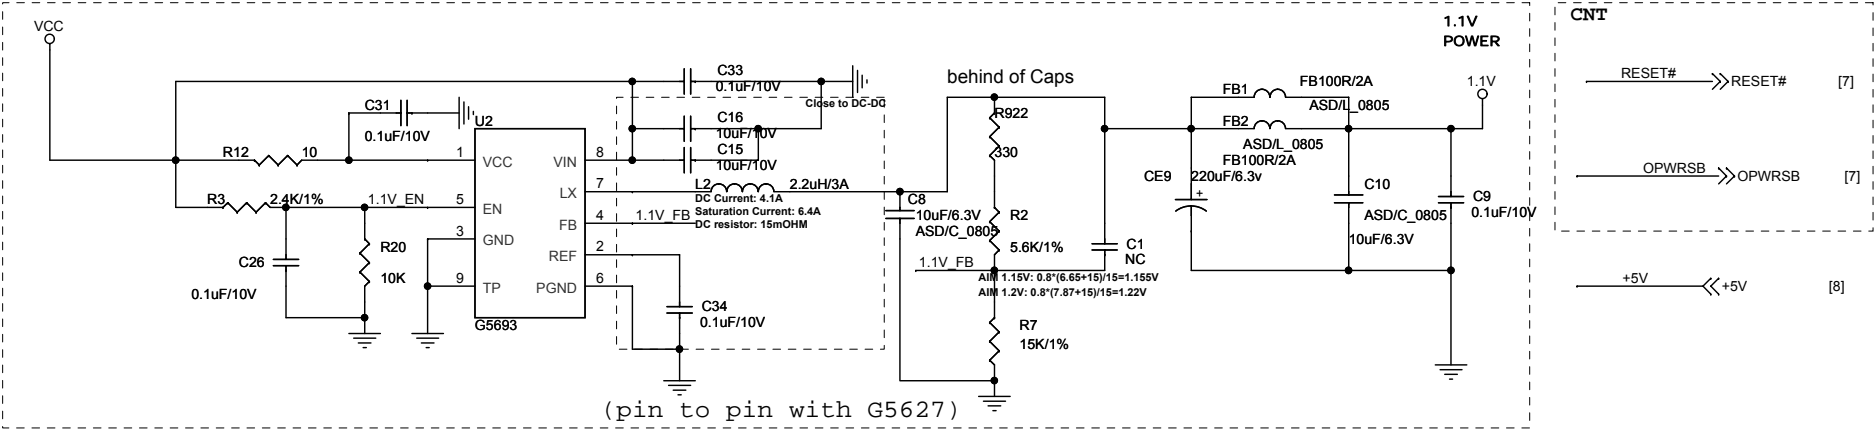 VCC
1.1V
POWER
CNT
C33
0.1uF/10V
Close to DC-DC
behind of Caps
C31
0.1uF/10V
U2
C16
10uF/10V
C15
10uF/10V
R12
10
1
VCC
VIN
8
LX
7
R3
2.4K/1%
1.1V_EN
5
EN
FB
4
1.1V_FB
3
GND
REF
2
9
TP
PGND
6
G5693
C26
0.1uF/10V
R20
10K
L2
2.2uH/3A
DC Current: 4.1A
Saturation Current: 6.4A
DC resistor: 15mOHM
C34
0.1uF/10V
C8
10uF/6.3V
ASD/C_0805
R922
330
R2
5.6K/1%
1.1V_FB
C1
NC
AIM 1.15V: 0.8*(6.65+15)/15=1.155V
AIM 1.2V: 0.8*(7.87+15)/15=1.22V
R7
15K/1%
FB1
FB100R/2A
ASD/L_0805
FB2
ASD/L_0805
FB100R/2A
CE9
220uF/6.3v
+
C10
ASD/C_0805
10uF/6.3V
C9
0.1uF/10V
1.1V
RESET#
RESET#
[7]
OPWRSB
OPWRSB
[7]
+5V
+5V
[8]
(pin to pin with G5627)